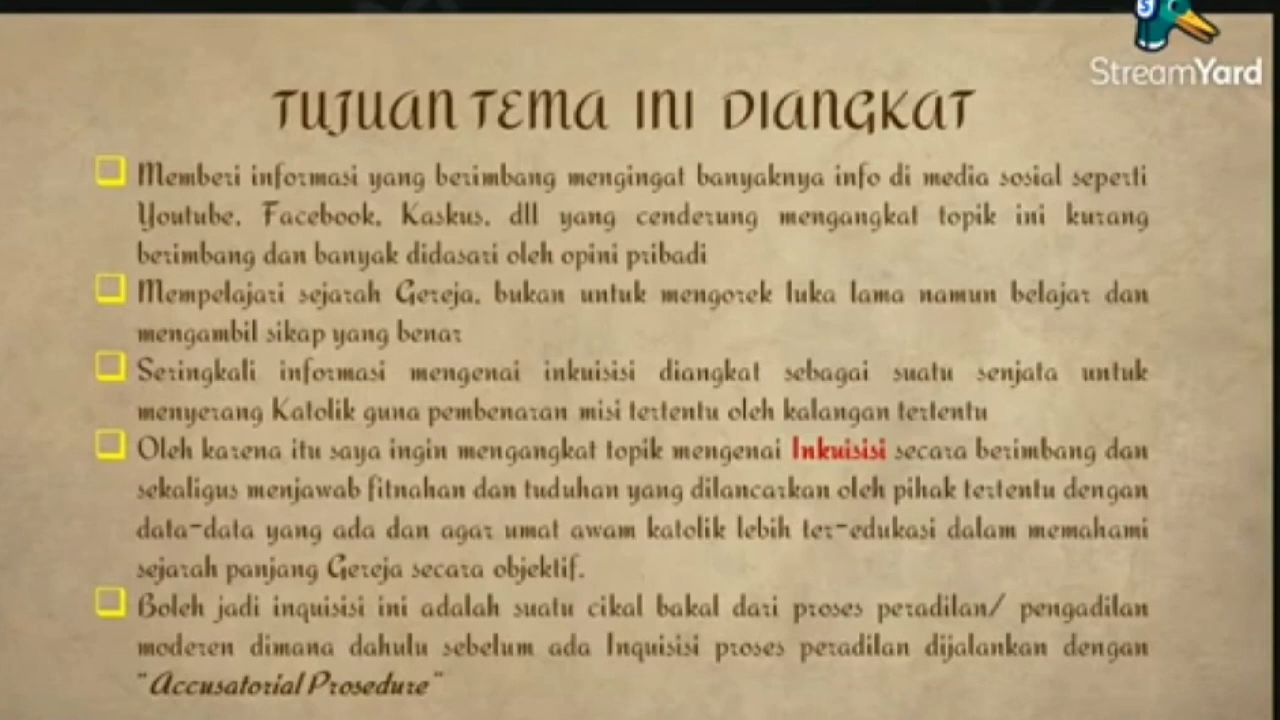 StreamYard
TUJUAN TEMA INI DIANGKAT
Memberi informasi yang berimbang mengingat banyaknya info di media sosial seperti
Youtube, Facebook, Kaskus, dll yang cenderung mengangkat topik ini kurang
berimbang dan banyak didasari oleh opini pribadi
Mempelajari sejarah Gereja, bukan untuk mengorek luka lama namun belajar dan
mengambil sikap yang benar
Seringkali informasi mengenai inkuisisi diangkat sebagai suatu senjata untuk
menyerang Katolik guna pembenaran misi tertentu oleh kalangan tertentu
Oleh karena itu saya ingin mengangkat topik mengenai Inkuisisi secara berimbang dan
sekaligus menjawab fitnahan dan tuduhan yang dilancarkan oleh pihak tertentu dengan
data-data yang ada dan agar umat awam katolik lebih ter-edukasi dalam memahami
sejarah panjang Gereja secara objektif.
Boleh jadi inquisisi ini adalah suatu cikal bakal dari proses peradilan/ pengadilan
moderen dimana dahulu sebelum ada Inquisisi proses peradilan dijalankan dengan
"Accusatorial Prosedure"